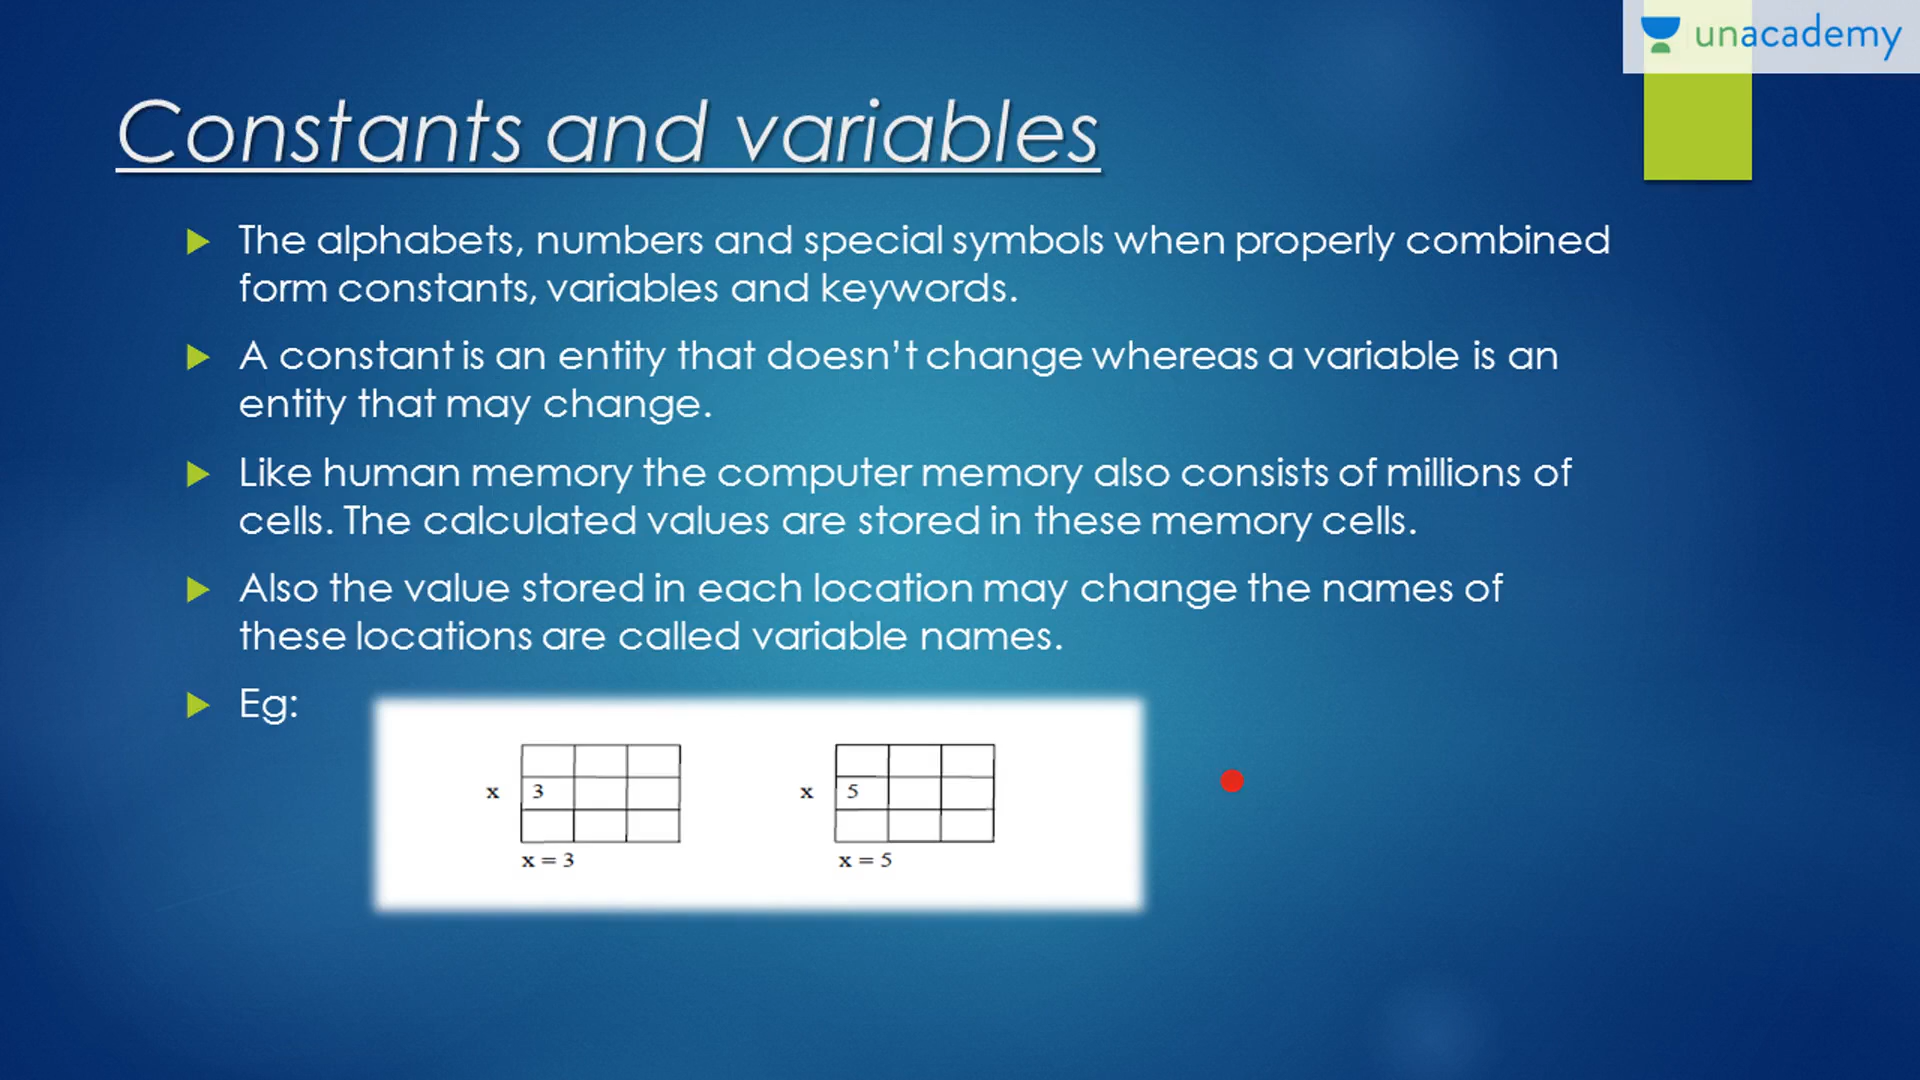 unacademy
Constants and variables
The alphabets, numbers and special symbols when properly combined
form constants, variables and keywords.
A constant is an entity that doesn't change whereas a variable is an
entity that may change.
Like human memory the computer memory also consists of millions of
cells. The calculated values are stored in these memory cells.
Also the value stored in each location may change the names of
these locations are called variable names.
Eg:
x 3 x 5
x = 3 x = 5